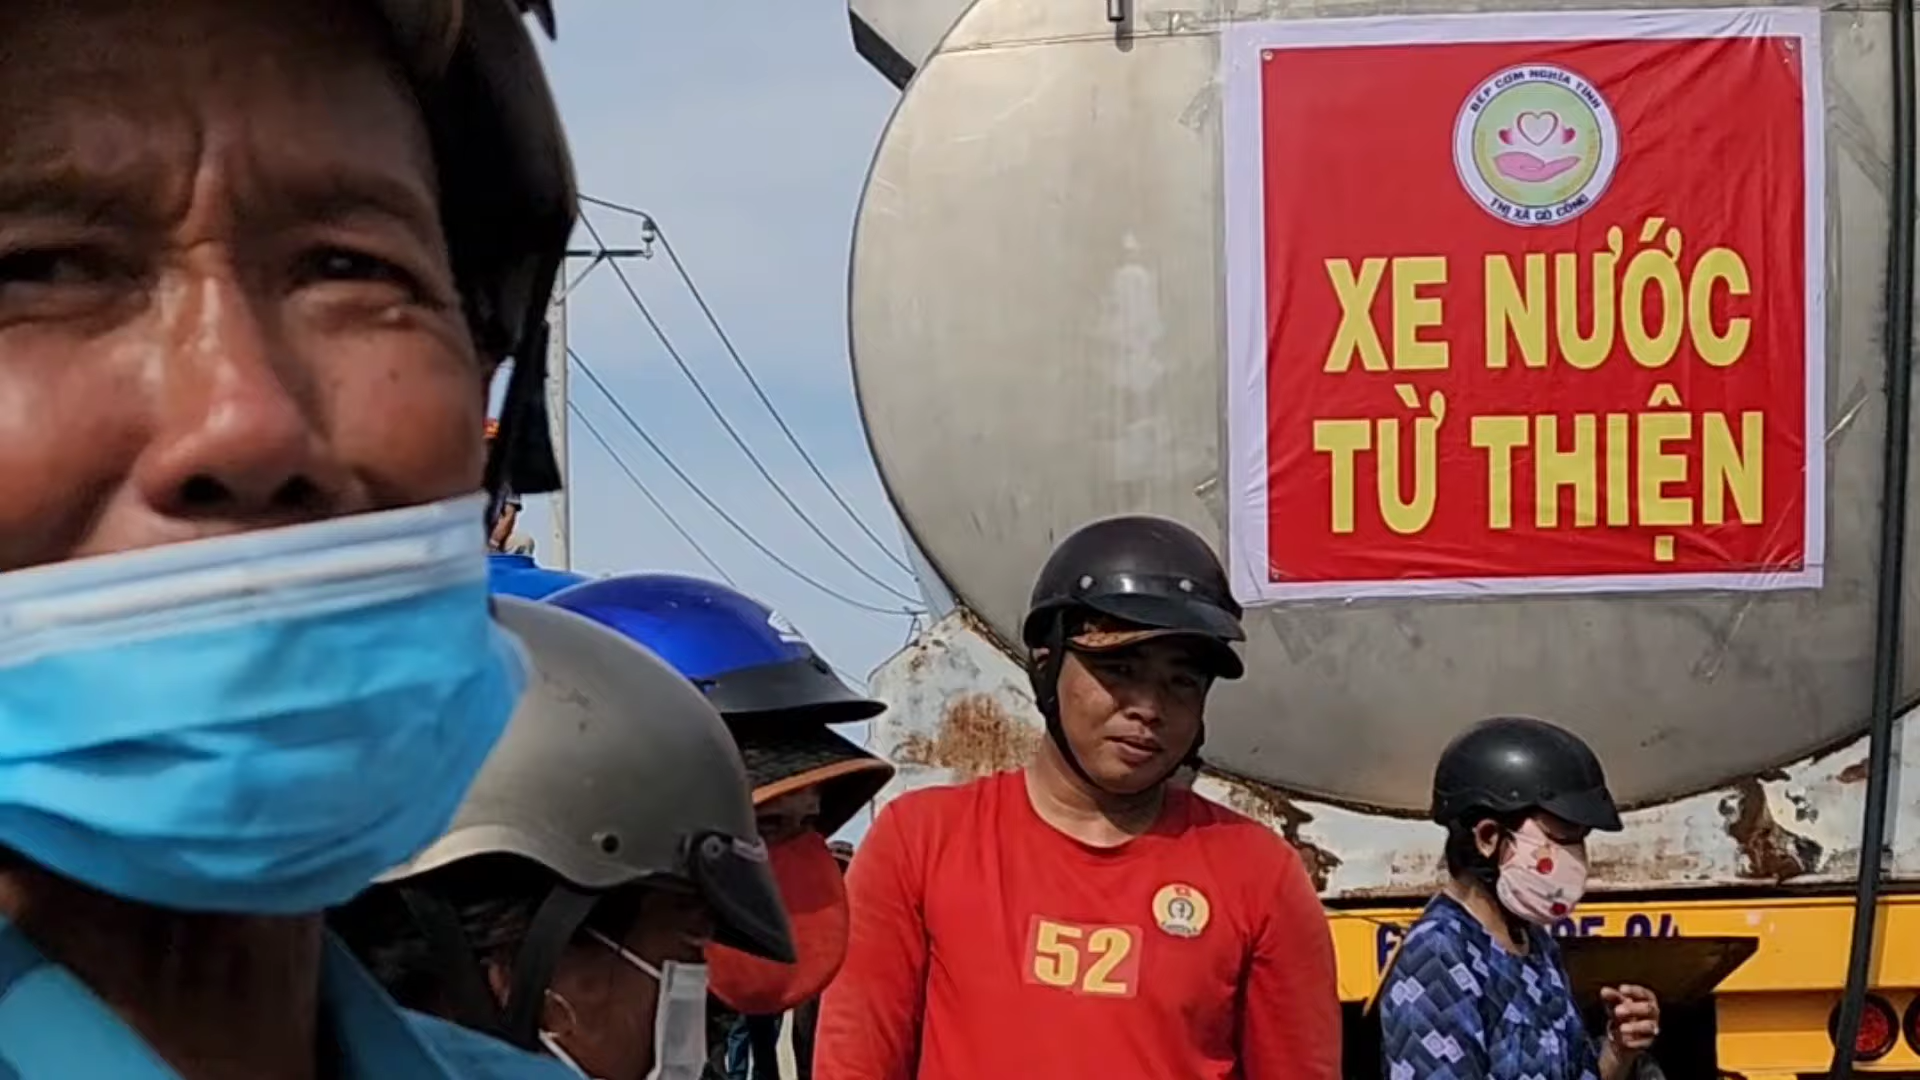 BẾP CƠM NGHĨA TÌNH
THỊ XÃ GÒ CÔNG
XE NƯỚC
TỪ THIỆN
52